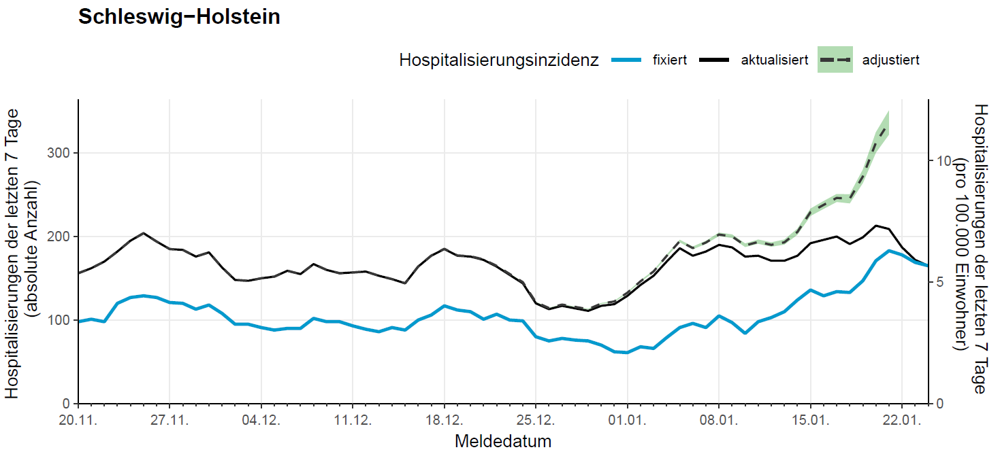 Schleswig−Holstein
Hospitalisierungsinzidenz fixiert aktualisiert adjustiert
Hospitalisierungen der letzten 7 Tage
(absolute Anzahl)
300
200
100
0
10
5
0
Hospitalisierungen der letzten 7 Tage
(pro 100.000 Einwohner)
20.11. 27.11. 04.12. 11.12. 18.12. 25.12. 01.01. 08.01. 15.01. 22.01.
Meldedatum